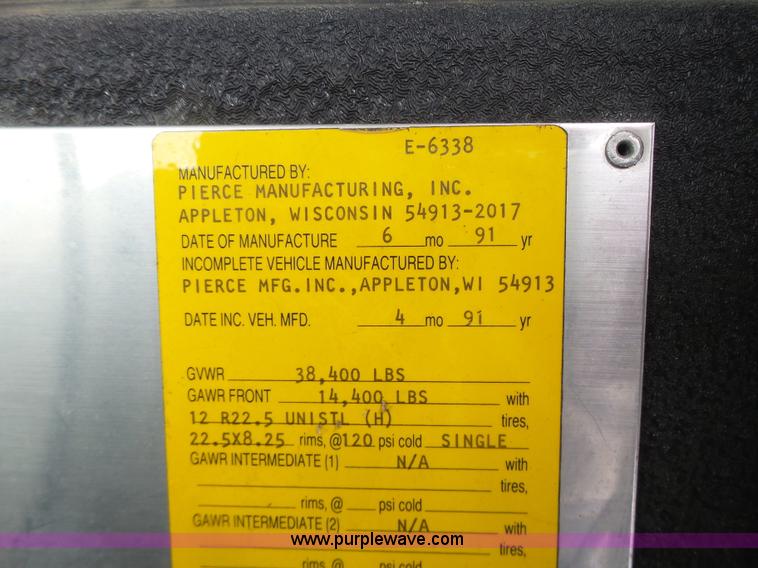 E-6338
MANUFACTURED BY:
PIERCE MANUFACTURING, INC.
APPLETON, WISCONSIN 54913-2017
DATE OF MANUFACTURE 6 mo 91 yr
INCOMPLETE VEHICLE MANUFACTURED BY:
PIERCE MFG.INC.,APPLETON,WI 54913
DATE INC. VEH. MFD. 4 mo 91 yr
GVWR 38,400 LBS
GAWR FRONT 14,400 LBS with
12 R22.5 UNISTL (H) tires,
22.5X8.25 rims, @120 psi cold SINGLE
GAWR INTERMEDIATE (1) N/A with
tires,
rims, @ psi cold
GAWR INTERMEDIATE (2) N/A with
www.purplewave.com
tires,
rims, @ psi cold